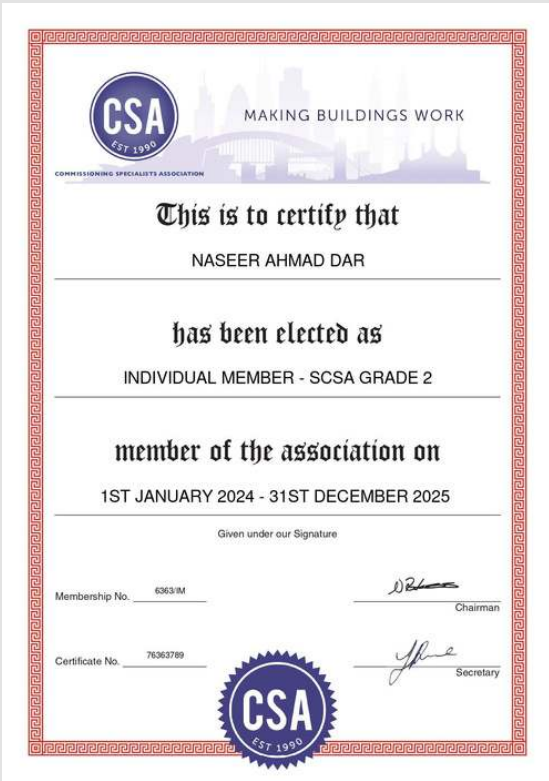 CSA
EST 1990
MAKING BUILDINGS WORK
COMMISSIONING SPECIALISTS ASSOCIATION
This is to certify that
NASEER AHMAD DAR
has been elected as
INDIVIDUAL MEMBER - SCSA GRADE 2
member of the association on
1ST JANUARY 2024 - 31ST DECEMBER 2025
Given under our Signature
Membership No. 6363/IM
Chairman
Certificate No. 76363789
Secretary
CSA
EST 1990